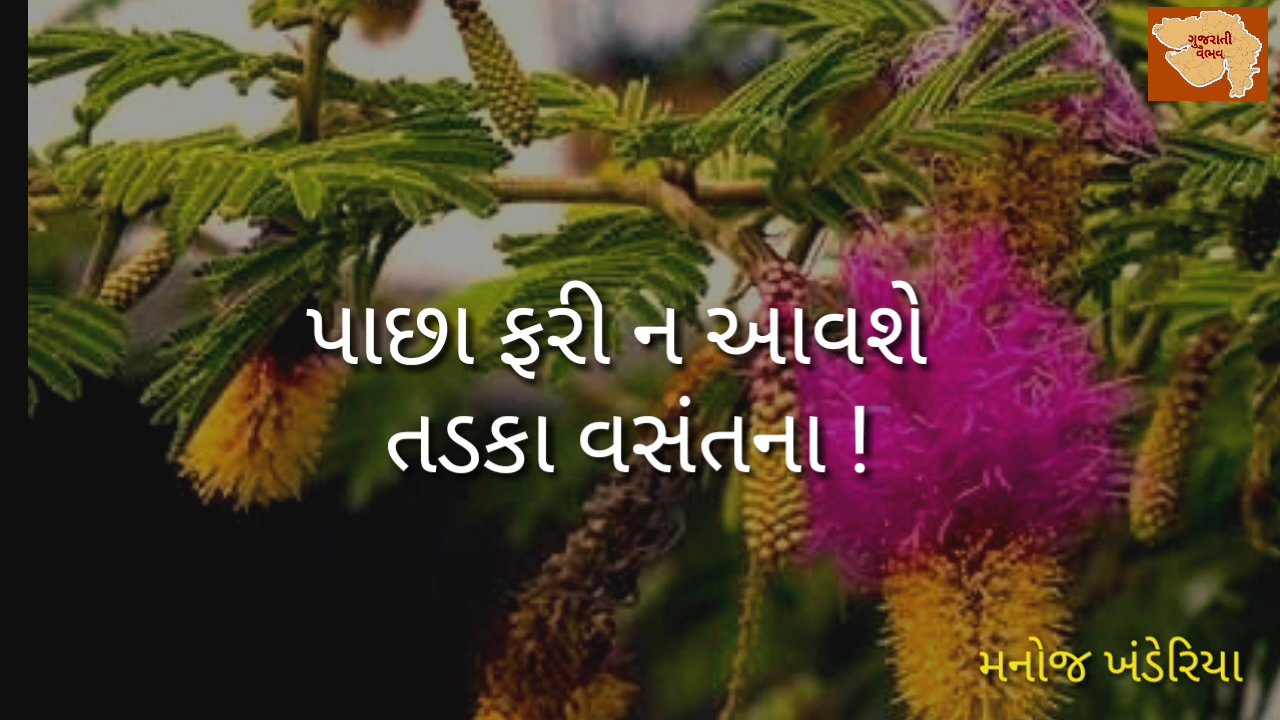 ગુજરાતી
વૈભવ
પાછા ફરી ન આવશે
તડકા વસંતના !
મનોજ ખંડેરિયા